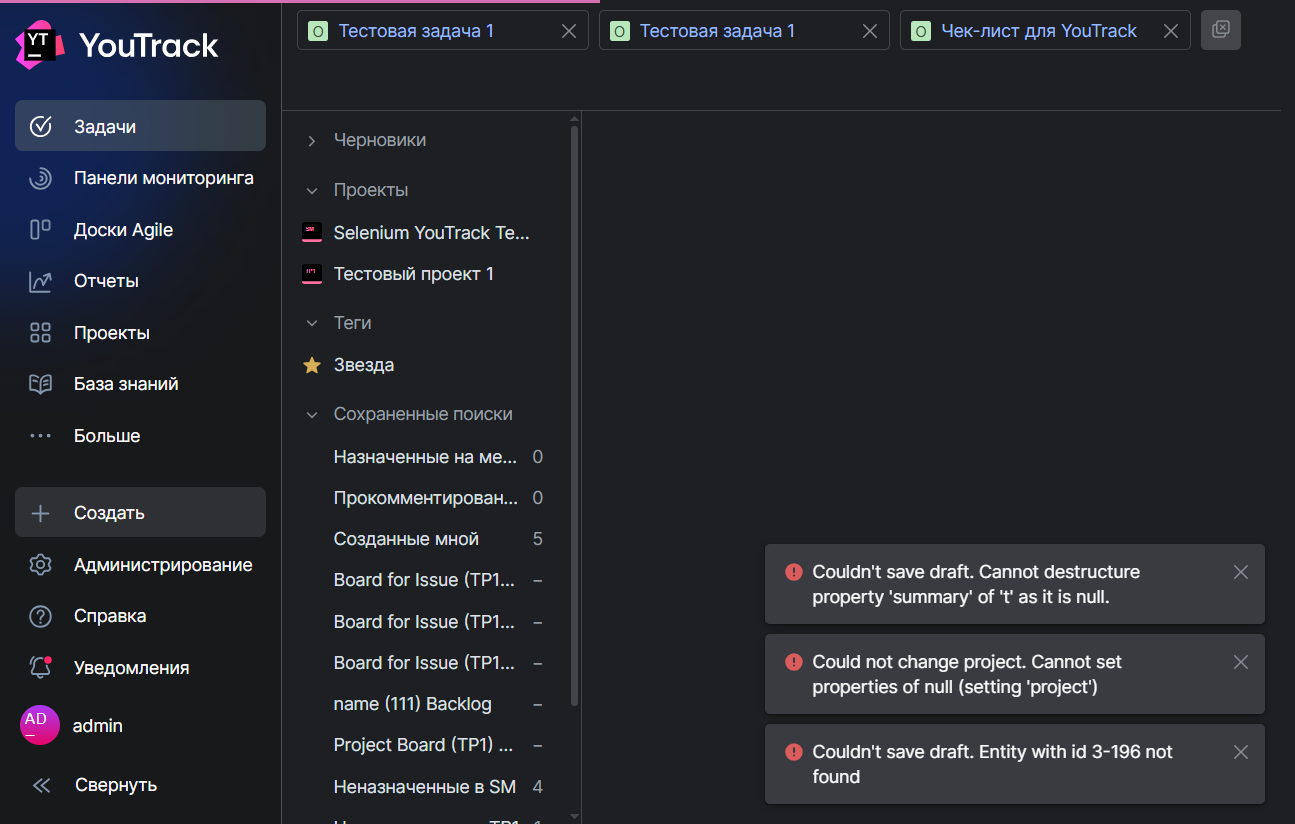 YT
YouTrack
Задачи
Панели мониторинга
Доски Agile
Отчеты
Проекты
База знаний
Больше
Создать
Администрирование
Справка
Уведомления
AD
admin
Свернуть
O Тестовая задача 1
O Тестовая задача 1
O Чек-лист для YouTrack
Черновики
Проекты
SM Selenium YouTrack Te...
TP1 Тестовый проект 1
Теги
Звезда
Сохраненные поиски
Назначенные на ме... 0
Прокомментирован... 0
Созданные мной 5
Board for Issue (TP1... –
Board for Issue (TP1... –
Board for Issue (TP1... –
name (111) Backlog –
Project Board (TP1) ... –
Неназначенные в SM 4
Couldn't save draft. Cannot destructure
property 'summary' of 't' as it is null.
Could not change project. Cannot set
properties of null (setting 'project')
Couldn't save draft. Entity with id 3-196 not
found